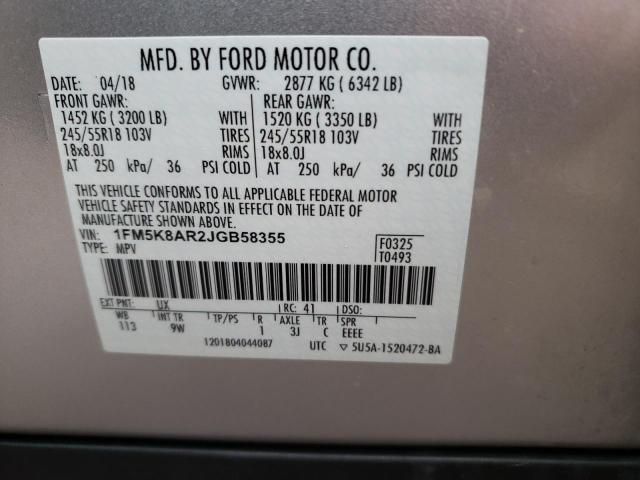 MFD. BY FORD MOTOR CO.
DATE: 04/18 GVWR: 2877 KG ( 6342 LB)
FRONT GAWR: REAR GAWR:
1452 KG ( 3200 LB) WITH 1520 KG ( 3350 LB) WITH
245/55R18 103V TIRES 245/55R18 103V TIRES
18x8.0J RIMS 18x8.0J RIMS
AT 250 kPa/ 36 PSI COLD AT 250 kPa/ 36 PSI COLD
THIS VEHICLE CONFORMS TO ALL APPLICABLE FEDERAL MOTOR
VEHICLE SAFETY STANDARDS IN EFFECT ON THE DATE OF
MANUFACTURE SHOWN ABOVE.
VIN: 1FM5K8AR2JGB58355 F0325
TYPE: MPV T0493
EXT PNT: UX RC: 41 DSO:
WB INT TR TP/PS R AXLE TR SPR
113 9W 1 3J C EEEE
1201804044087 UTC ▽ 5U5A-1520472-BA